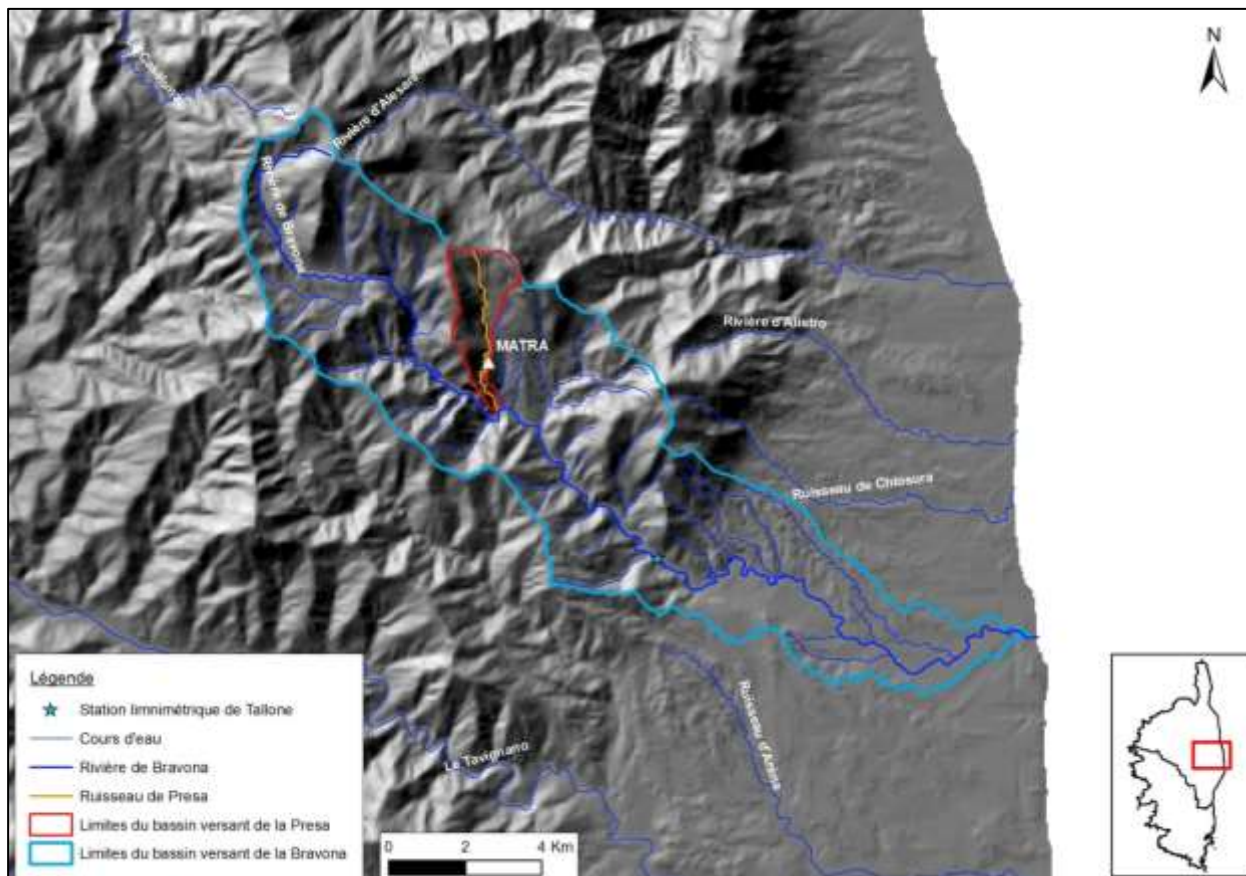 N
La Casaluna
Rivière d'Alesani
Rivière de Bravona
MATRA
Rivière d'Alistro
Ruisseau de Chiosura
Ruisseau d'Arena
Le Tavignano
Légende
Station limnimétrique de Tallone
Cours d'eau
Rivière de Bravona
Ruisseau de Presa
Limites du bassin versant de la Presa
Limites du bassin versant de la Bravona
0 2 4 Km